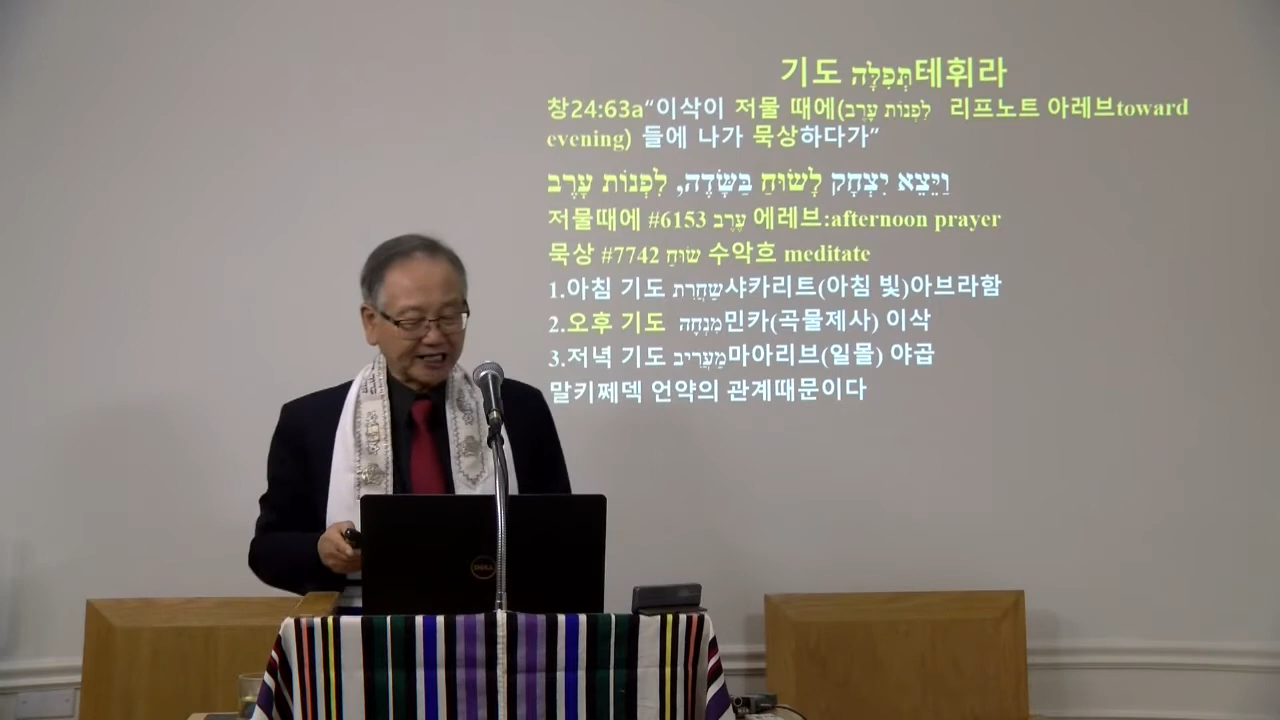 기도 תְּפִלָּה테휘라
창24:63a“이삭이 저물 때에(לִפְנוֹת עָרֶב 리프노트 아레브toward
evening) 들에 나가 묵상하다가”
וַיֵּצֵא יִצְחָק לָשׂוּחַ בַּשָּׂדֶה, לִפְנוֹת עָרֶב
저물때에 #6153 עֶרֶב 에레브:afternoon prayer
묵상 #7742 שׂוּחַ 수악흐 meditate
1.아침 기도 שַׁחֲרִת샤카리트(아침 빛)아브라함
2.오후 기도 מִנְחָה민카(곡물제사) 이삭
3.저녁 기도 מַעֲרִיב마아리브(일몰) 야곱
말키쩨덱 언약의 관계때문이다
DELL